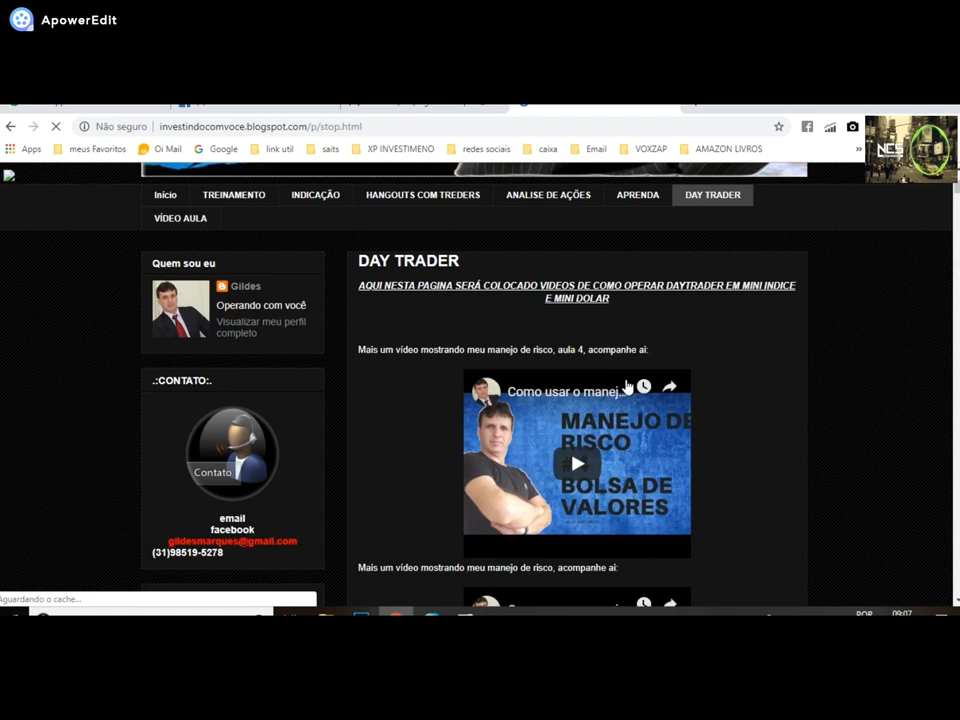 ApowerEdit
Não seguro investindocomvoce.blogspot.com/p/stop.html
Apps meus Favoritos Oi Mail Google link util saits XP INVESTIMENO redes sociais caixa Email VOXZAP AMAZON LIVROS »
NCS
Início TREINAMENTO INDICAÇÃO HANGOUTS COM TREDERS ANALISE DE AÇÕES APRENDA DAY TRADER
VÍDEO AULA
Quem sou eu
Gildes
Operando com você
Visualizar meu perfil
completo
.:CONTATO:.
Contato
email
facebook
gildesmarques@gmail.com
(31)98519-5278
DAY TRADER
AQUI NESTA PAGINA SERÁ COLOCADO VIDEOS DE COMO OPERAR DAYTRADER EM MINI INDICE
E MINI DOLAR
Mais um vídeo mostrando meu manejo de risco, aula 4, acompanhe ai:
Como usar o manej...
MANEJO DE
RISCO
BOLSA DE
VALORES
Mais um vídeo mostrando meu manejo de risco, acompanhe ai:
Aguardando o cache...
POR 09:07